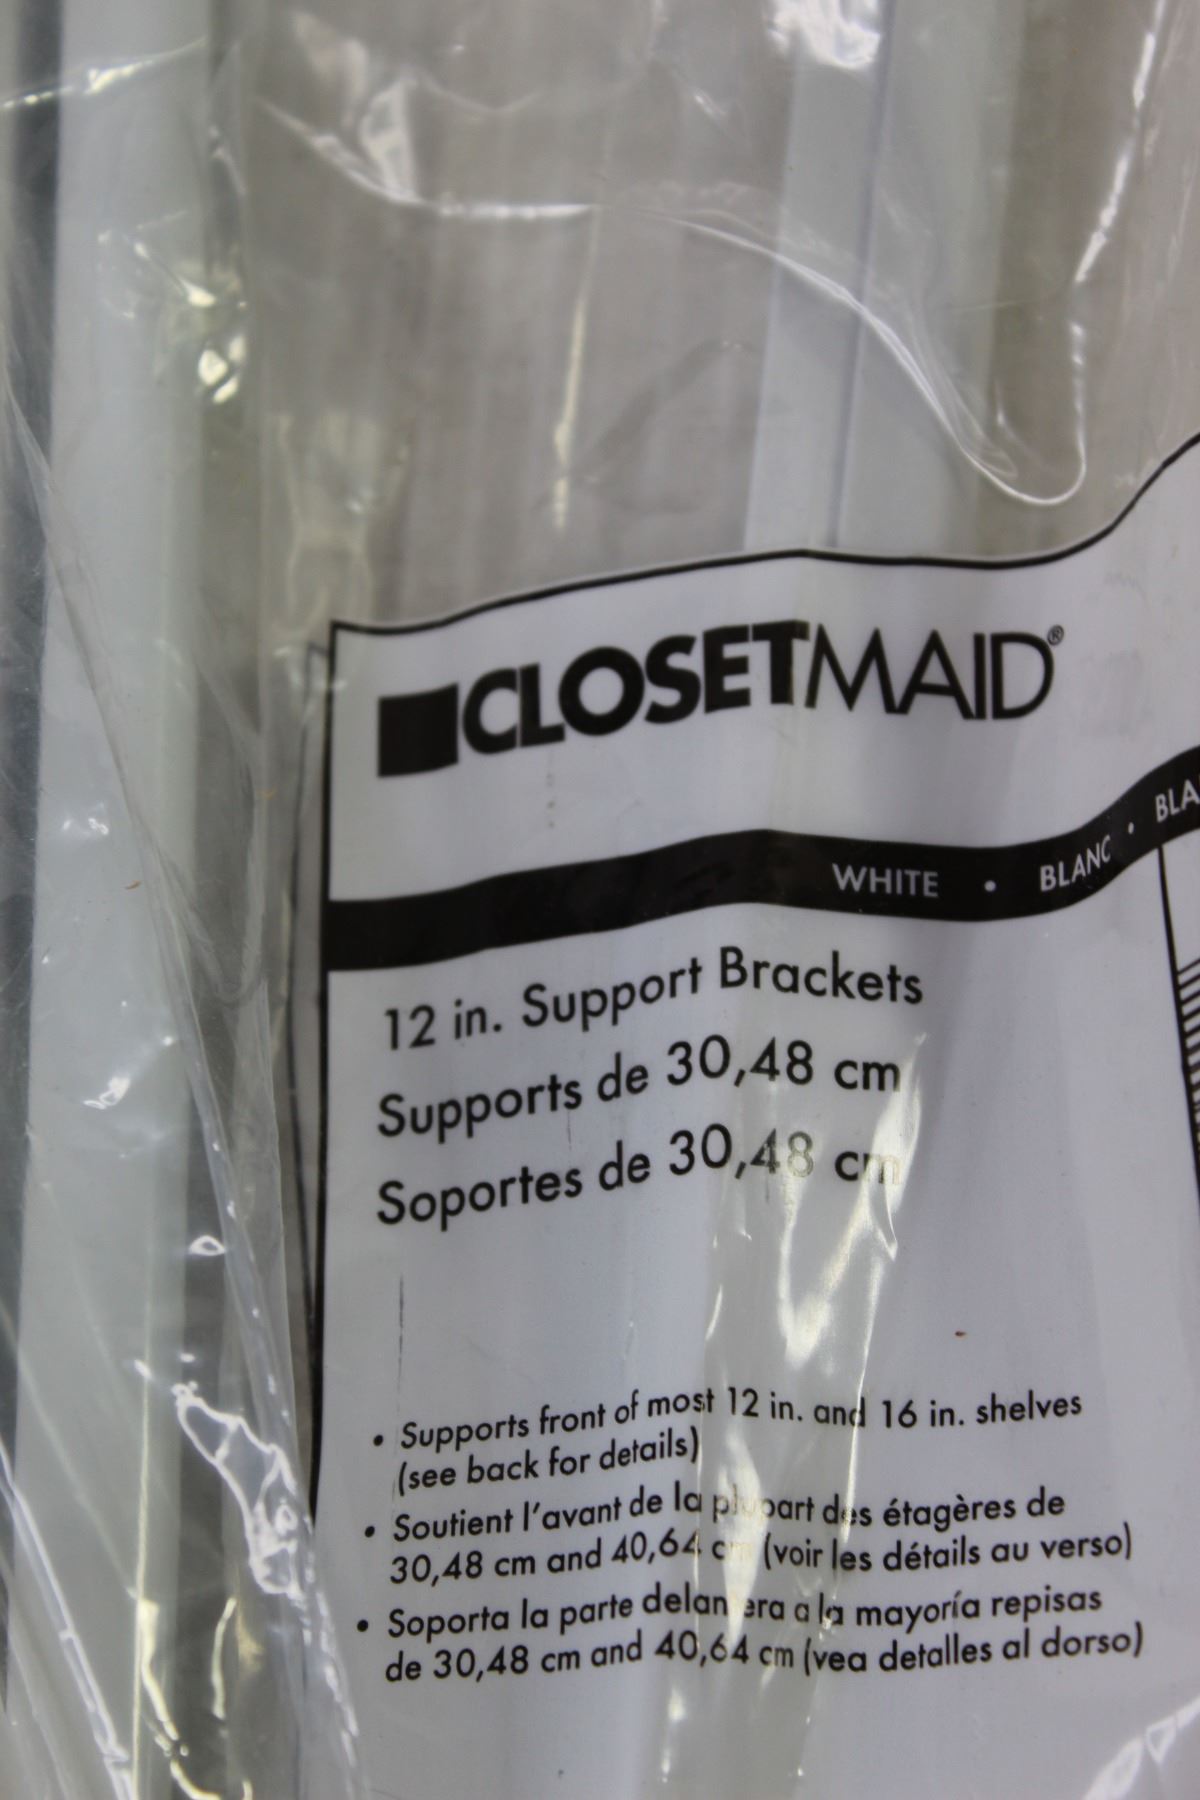 CLOSETMAID®
WHITE • BLANC • BLA
12 in. Support Brackets
Supports de 30,48 cm
Soportes de 30,48 cm
• Supports front of most 12 in. and 16 in. shelves
(see back for details)
• Soutient l'avant de la plupart des étagères de
30,48 cm and 40,64 cm (voir les détails au verso)
• Soporta la parte delantera a la mayoría repisas
de 30,48 cm and 40,64 cm (vea detalles al dorso)